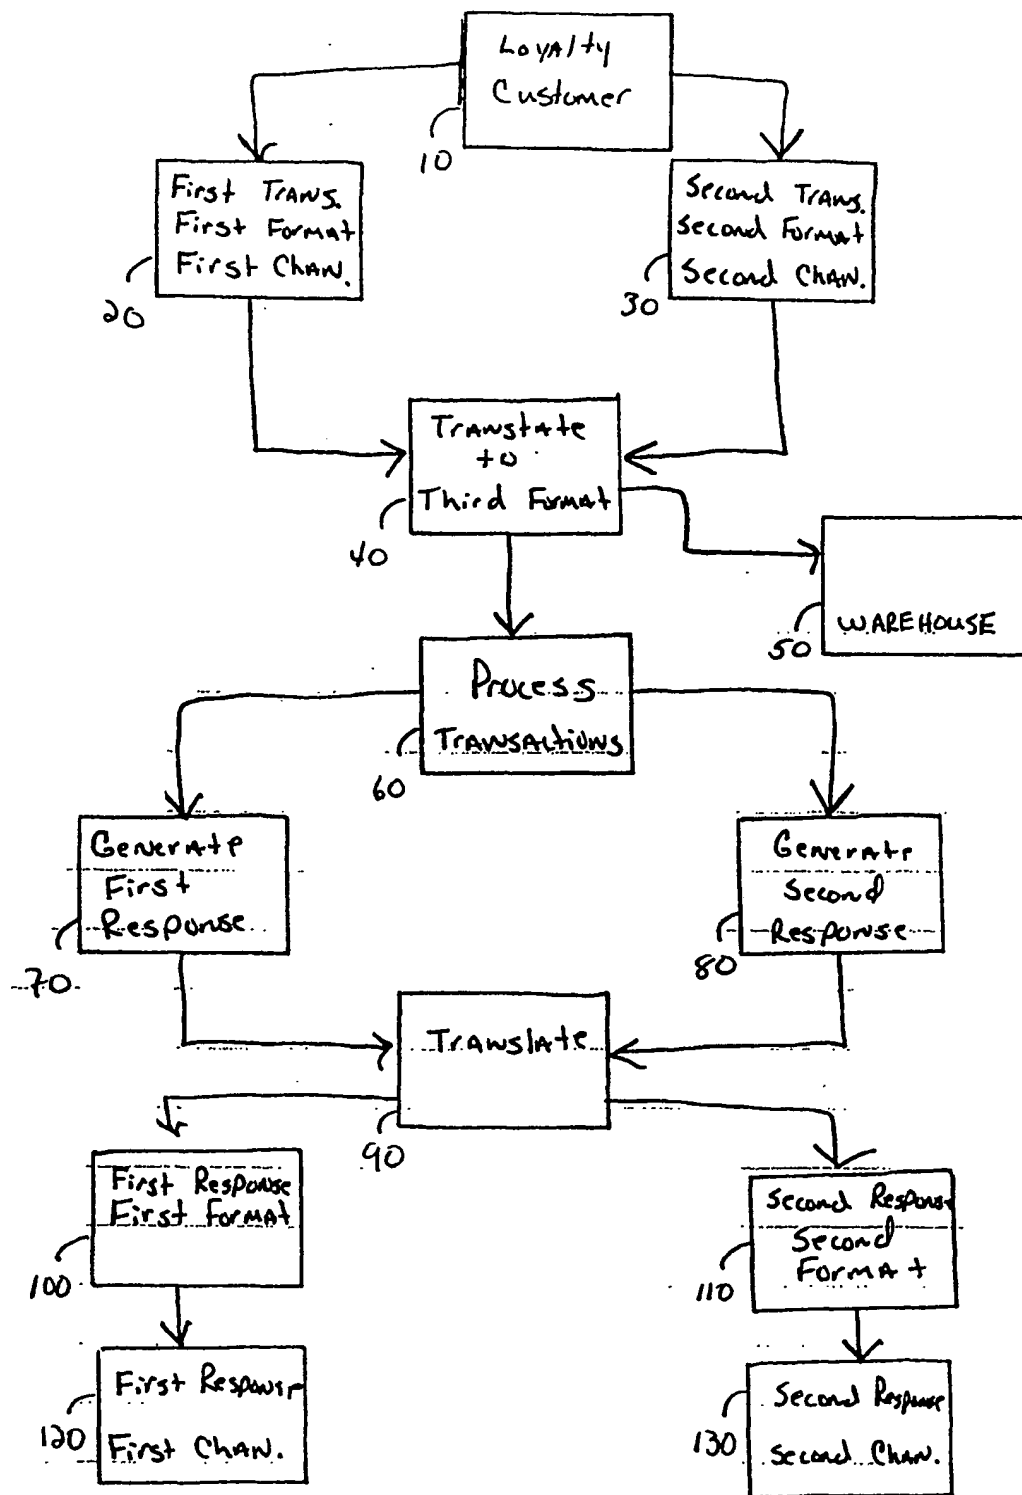 Loyalty
Customer
10
First Trans.
First Format
First Chan.
20
Second Trans.
Second Format
Second Chan.
30
Translate
to
Third Format
40
WAREHOUSE
50
Process
Transactions
60
Generate
First
Response
70
Generate
Second
Response
80
Translate
90
First Response
First Format
100
Second Response
Second
Format
110
First Response
First Chan.
120
Second Response
Second Chan.
130